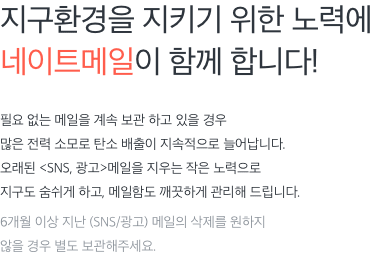 지구환경을 지키기 위한 노력에
네이트메일이 함께 합니다!
필요 없는 메일을 계속 보관 하고 있을 경우
많은 전력 소모로 탄소 배출이 지속적으로 늘어납니다.
오래된 <SNS, 광고>메일을 지우는 작은 노력으로
지구도 숨쉬게 하고, 메일함도 깨끗하게 관리해 드립니다.
6개월 이상 지난 (SNS/광고) 메일의 삭제를 원하지
않을 경우 별도 보관해주세요.